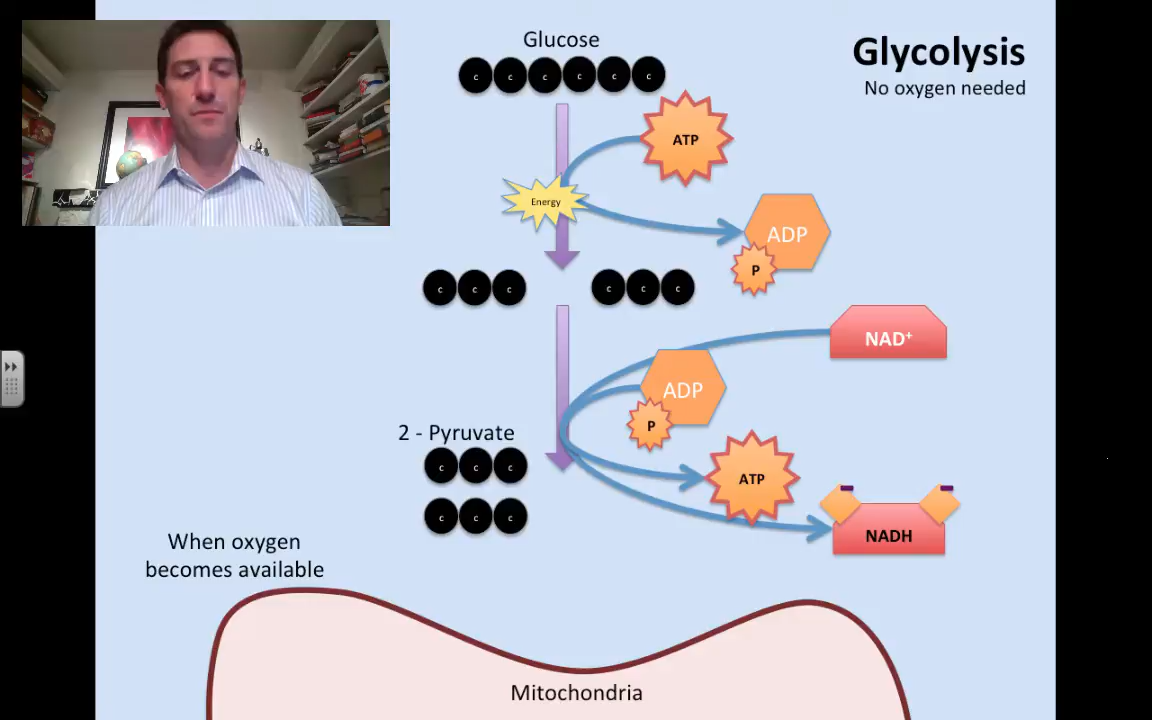 Glucose
Glycolysis
No oxygen needed
c c c c c c
ATP
Energy
ADP
P
c c c
c c c
NAD+
ADP
P
2 - Pyruvate
c c c
ATP
c c c
NADH
When oxygen
becomes available
Mitochondria